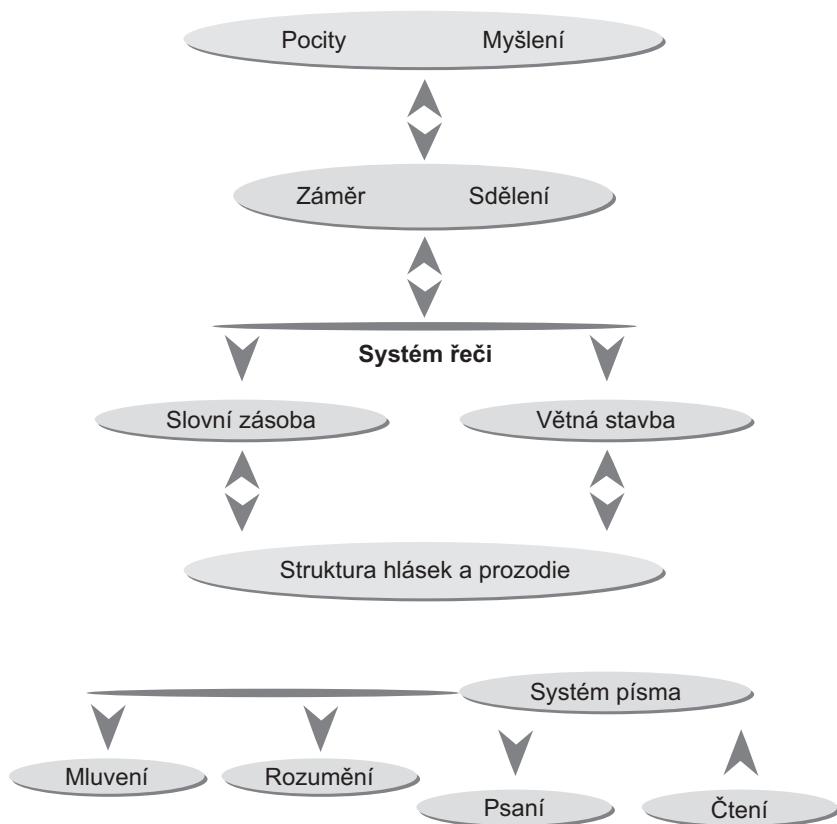 Pocity Myšlení
Záměr Sdělení
Systém řeči
Slovní zásoba Větná stavba
Struktura hlásek a prozodie
Systém písma
Mluvení Rozumění
Psaní Čtení